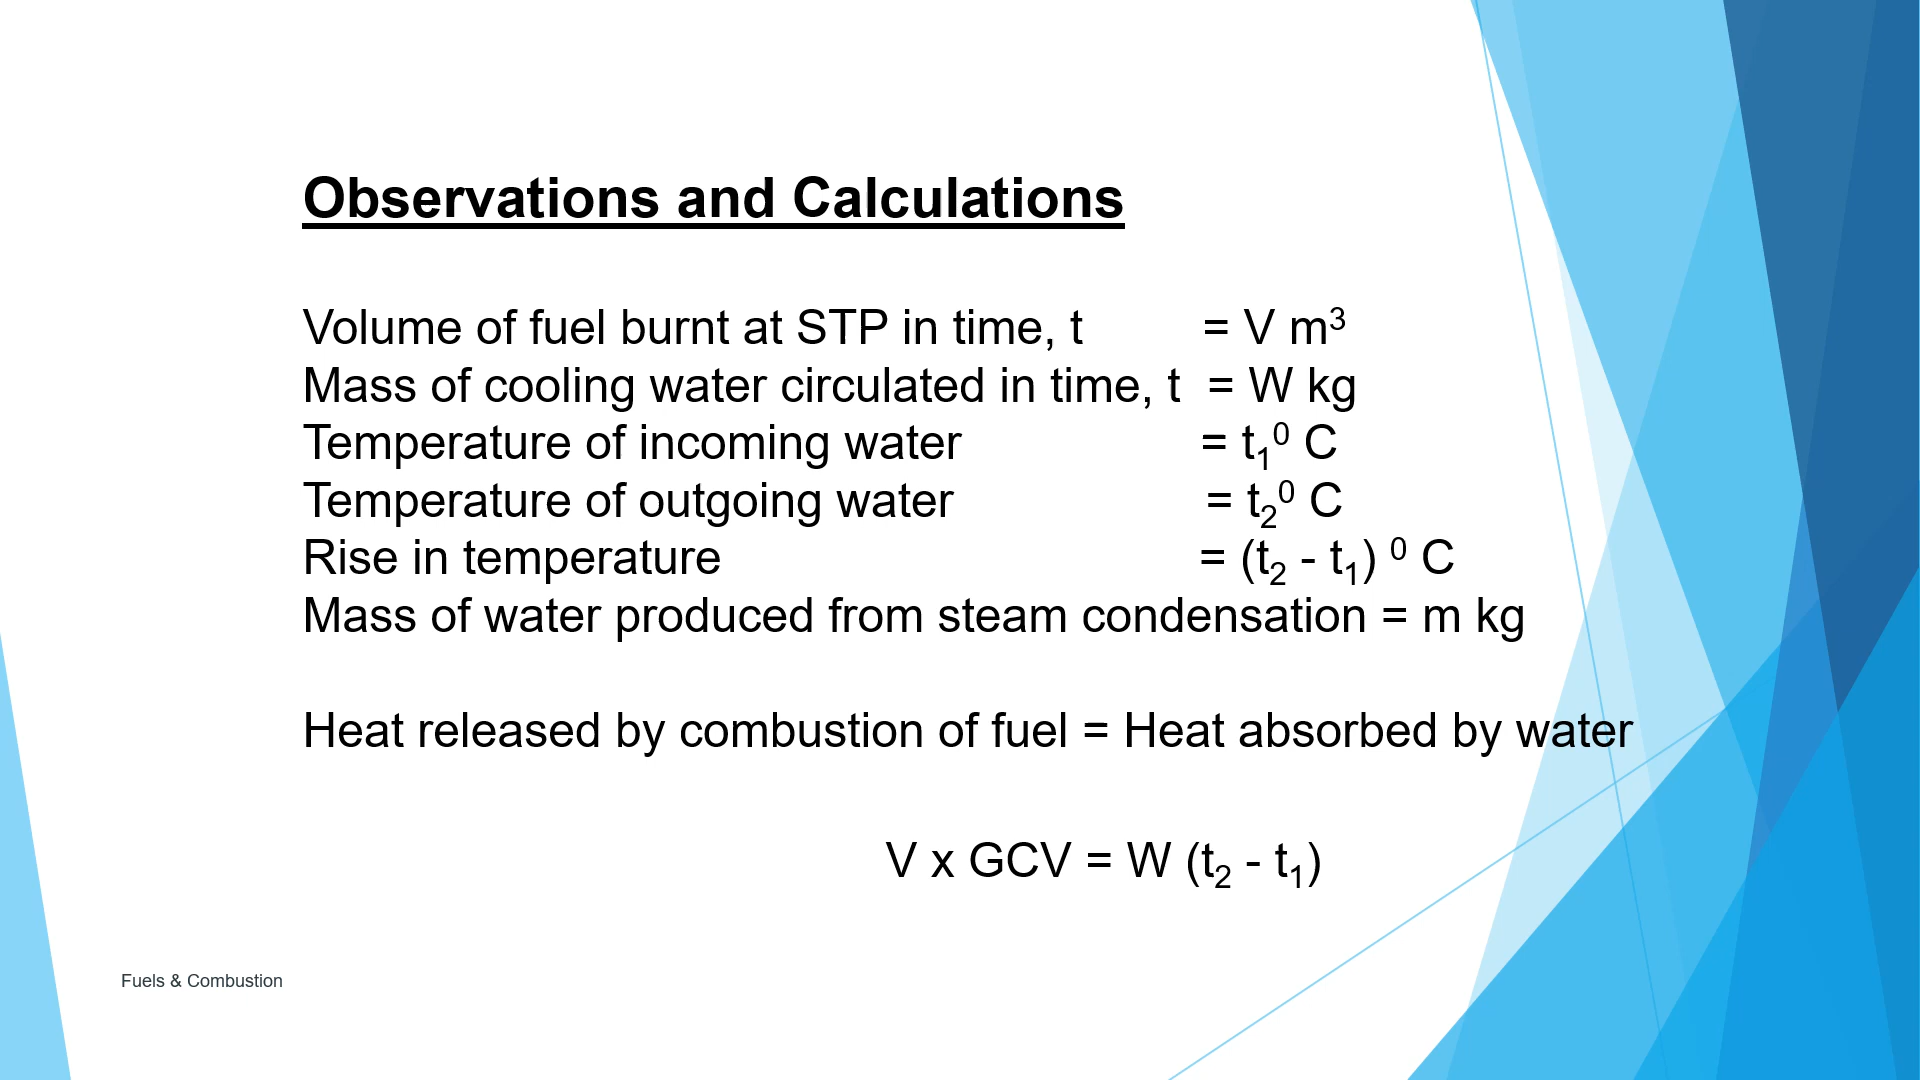 Observations and Calculations
Volume of fuel burnt at STP in time, t = V m³
Mass of cooling water circulated in time, t = W kg
Temperature of incoming water = t₁⁰ C
Temperature of outgoing water = t₂⁰ C
Rise in temperature = (t₂ - t₁) ⁰ C
Mass of water produced from steam condensation = m kg
Heat released by combustion of fuel = Heat absorbed by water
V x GCV = W (t₂ - t₁)
Fuels & Combustion